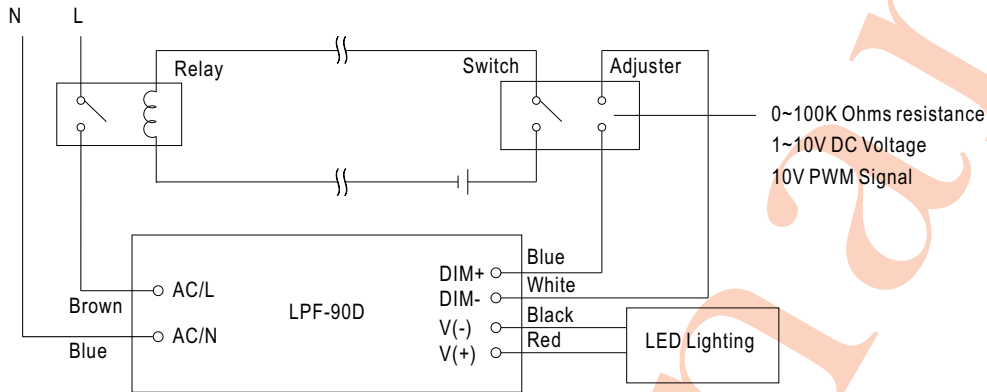 N
L
Relay
Switch
Adjuster
0~100K Ohms resistance
1~10V DC Voltage
10V PWM Signal
Brown
Blue
AC/L
AC/N
LPF-90D
DIM+
DIM-
V(-)
V(+)
Blue
White
Black
Red
LED Lighting